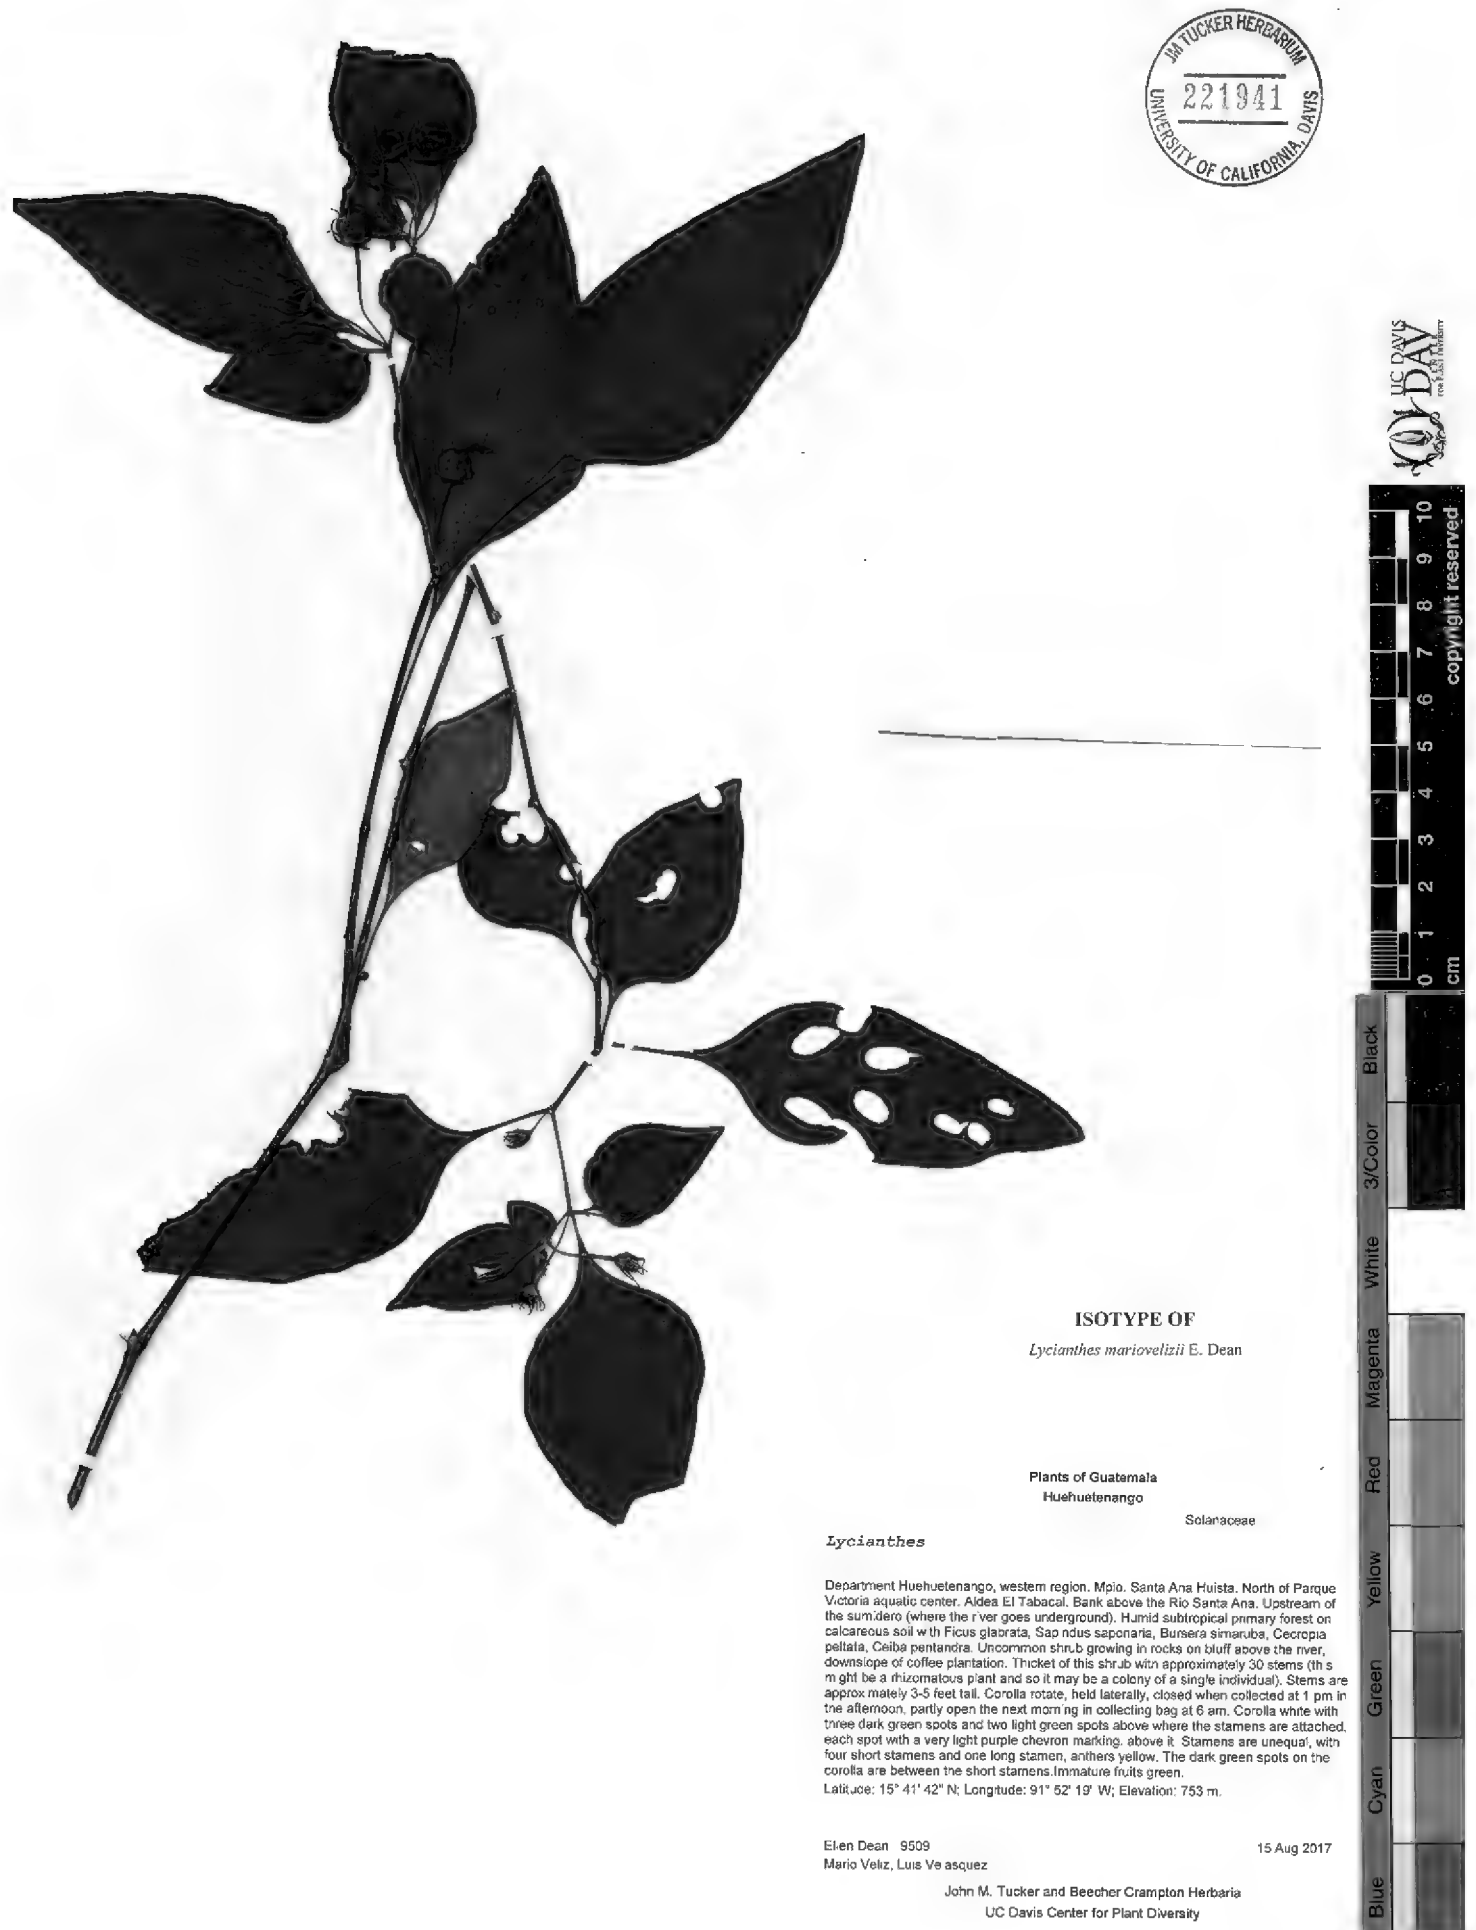 JM TUCKER HERBARIUM
221941
UNIVERSITY OF CALIFORNIA, DAVIS
UC DAVIS
DAV
CENTER
FOR PLANT DIVERSITY
0 1 2 3 4 5 6 7 8 9 10
cm
copyright reserved
Black
3/Color
White
Magenta
Red
Yellow
Green
Cyan
Blue
ISOTYPE OF
Lycianthes mariovelizii E. Dean
Plants of Guatemala
Huehuetenango
Solanaceae
Lycianthes
Department Huehuetenango, western region. Mpio. Santa Ana Huista. North of Parque
Victoria aquatic center. Aldea El Tabacal. Bank above the Rio Santa Ana. Upstream of
the sumidero (where the river goes underground). Humid subtropical primary forest on
calcareous soil with Ficus glabrata, Sapindus saponaria, Bursera simaruba, Cecropia
peltata, Ceiba pentandra. Uncommon shrub growing in rocks on bluff above the river,
downslope of coffee plantation. Thicket of this shrub with approximately 30 stems (this
might be a rhizomatous plant and so it may be a colony of a single individual). Stems are
approximately 3-5 feet tall. Corolla rotate, held laterally, closed when collected at 1 pm in
the afternoon, partly open the next morning in collecting bag at 6 am. Corolla white with
three dark green spots and two light green spots above where the stamens are attached,
each spot with a very light purple chevron marking. above it Stamens are unequal, with
four short stamens and one long stamen, anthers yellow. The dark green spots on the
corolla are between the short stamens.Immature fruits green.
Latitude: 15° 41' 42" N; Longitude: 91° 52' 19" W; Elevation: 753 m.
Ellen Dean 9509 15 Aug 2017
Mario Veliz, Luis Velasquez
John M. Tucker and Beecher Crampton Herbaria
UC Davis Center for Plant Diversity